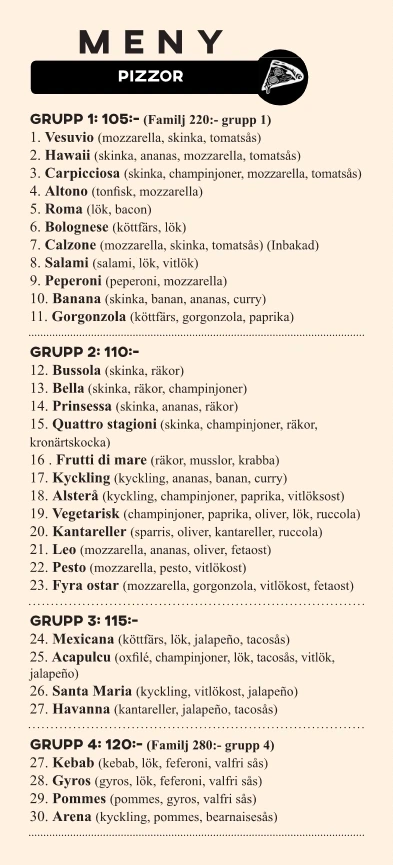 MENY
PIZZOR
GRUPP 1: 105:- (Familj 220:- grupp 1)
1. Vesuvio (mozzarella, skinka, tomatsås)
2. Hawaii (skinka, ananas, mozzarella, tomatsås)
3. Carpicciosa (skinka, champinjoner, mozzarella, tomatsås)
4. Altono (tonfisk, mozzarella)
5. Roma (lök, bacon)
6. Bolognese (köttfärs, lök)
7. Calzone (mozzarella, skinka, tomatsås) (Inbakad)
8. Salami (salami, lök, vitlök)
9. Peperoni (peperoni, mozzarella)
10. Banana (skinka, banan, ananas, curry)
11. Gorgonzola (köttfärs, gorgonzola, paprika)
GRUPP 2: 110:-
12. Bussola (skinka, räkor)
13. Bella (skinka, räkor, champinjoner)
14. Prinsessa (skinka, ananas, räkor)
15. Quattro stagioni (skinka, champinjoner, räkor,
kronärtskocka)
16 . Frutti di mare (räkor, musslor, krabba)
17. Kyckling (kyckling, ananas, banan, curry)
18. Alsterå (kyckling, champinjoner, paprika, vitlöksost)
19. Vegetarisk (champinjoner, paprika, oliver, lök, ruccola)
20. Kantareller (sparris, oliver, kantareller, ruccola)
21. Leo (mozzarella, ananas, oliver, fetaost)
22. Pesto (mozzarella, pesto, vitlökost)
23. Fyra ostar (mozzarella, gorgonzola, vitlökost, fetaost)
GRUPP 3: 115:-
24. Mexicana (köttfärs, lök, jalapeño, tacosås)
25. Acapulcu (oxfilé, champinjoner, lök, tacosås, vitlök,
jalapeño)
26. Santa Maria (kyckling, vitlökost, jalapeño)
27. Havanna (kantareller, jalapeño, tacosås)
GRUPP 4: 120:- (Familj 280:- grupp 4)
27. Kebab (kebab, lök, feferoni, valfri sås)
28. Gyros (gyros, lök, feferoni, valfri sås)
29. Pommes (pommes, gyros, valfri sås)
30. Arena (kyckling, pommes, bearnaisesås)